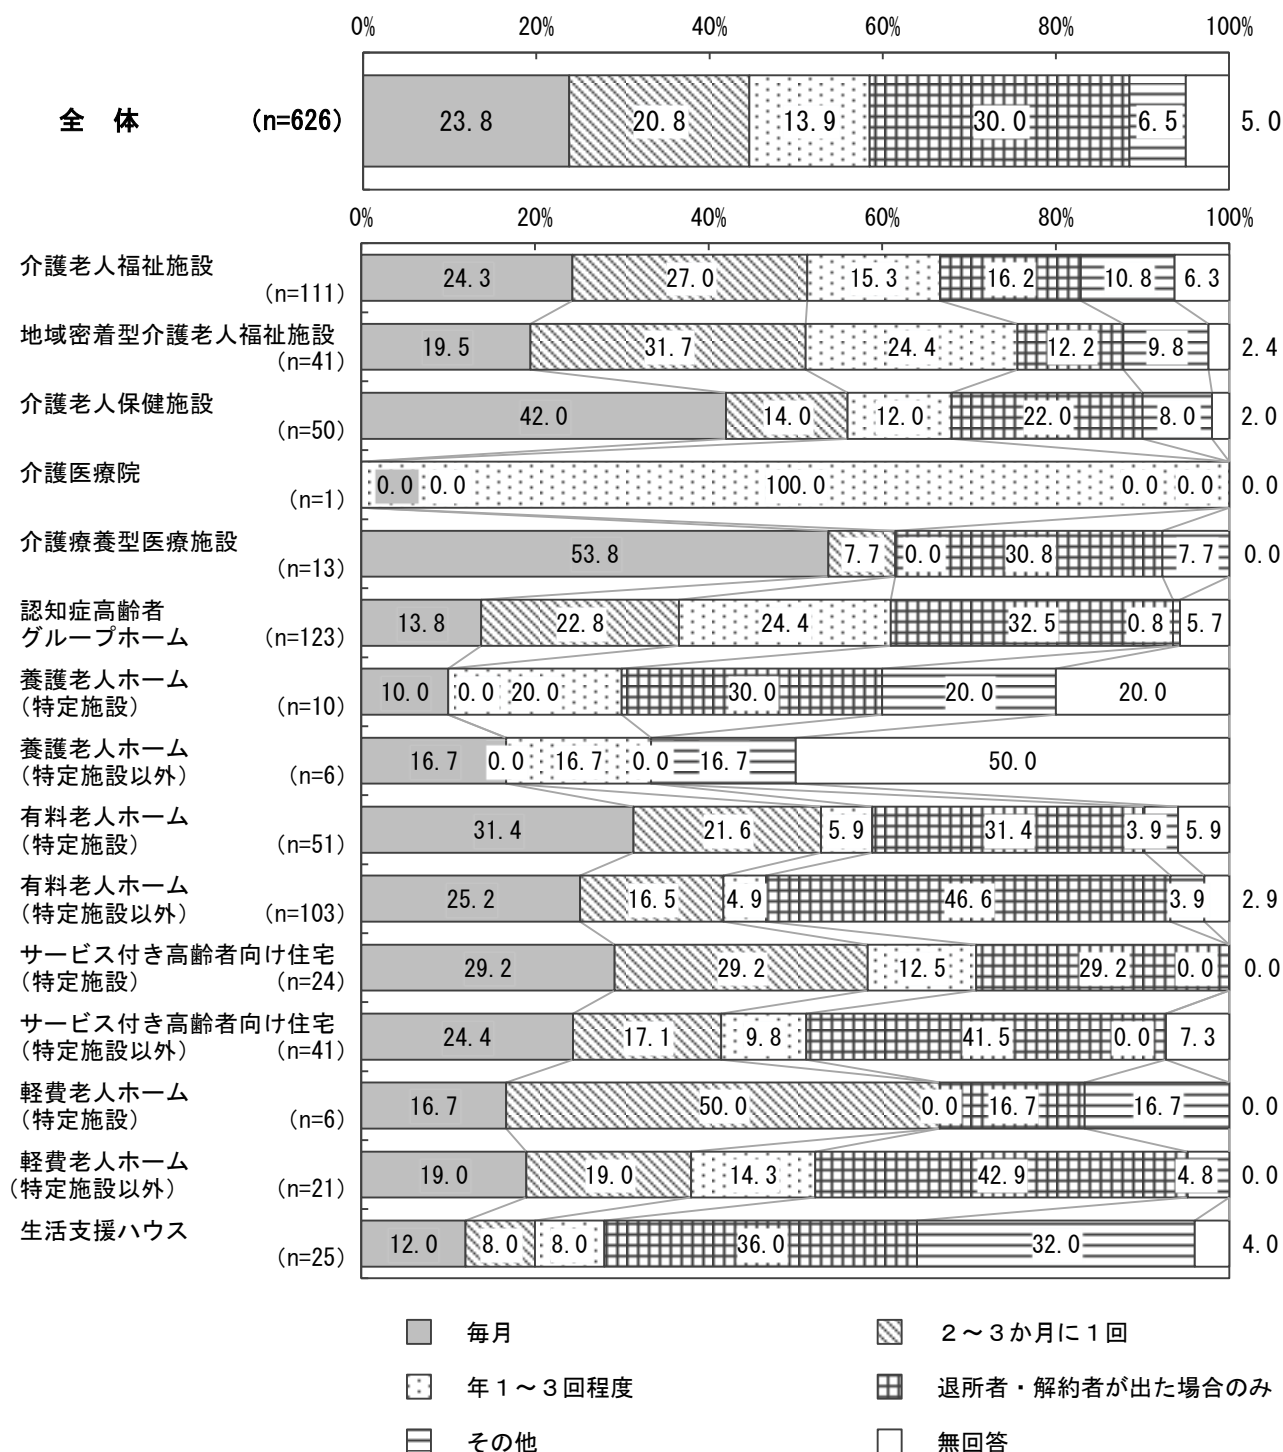 0% 20% 40% 60% 80% 100%
全 体 (n=626) 23.8 20.8 13.9 30.0 6.5 5.0
0% 20% 40% 60% 80% 100%
介護老人福祉施設
(n=111) 24.3 27.0 15.3 16.2 10.8 6.3
地域密着型介護老人福祉施設
(n=41) 19.5 31.7 24.4 12.2 9.8 2.4
介護老人保健施設
(n=50) 42.0 14.0 12.0 22.0 8.0 2.0
介護医療院
(n=1) 0.0 0.0 100.0 0.0 0.0 0.0
介護療養型医療施設
(n=13) 53.8 7.7 0.0 30.8 7.7 0.0
認知症高齢者
グループホーム (n=123) 13.8 22.8 24.4 32.5 0.8 5.7
養護老人ホーム
(特定施設) (n=10) 10.0 0.0 20.0 30.0 20.0 20.0
養護老人ホーム
(特定施設以外) (n=6) 16.7 0.0 16.7 0.0 16.7 50.0
有料老人ホーム
(特定施設) (n=51) 31.4 21.6 5.9 31.4 3.9 5.9
有料老人ホーム
(特定施設以外) (n=103) 25.2 16.5 4.9 46.6 3.9 2.9
サービス付き高齢者向け住宅
(特定施設) (n=24) 29.2 29.2 12.5 29.2 0.0 0.0
サービス付き高齢者向け住宅
(特定施設以外) (n=41) 24.4 17.1 9.8 41.5 0.0 7.3
軽費老人ホーム
(特定施設) (n=6) 16.7 50.0 0.0 16.7 16.7 0.0
軽費老人ホーム
(特定施設以外) (n=21) 19.0 19.0 14.3 42.9 4.8 0.0
生活支援ハウス
(n=25) 12.0 8.0 8.0 36.0 32.0 4.0
毎月 ２～３か月に１回
年１～３回程度 退所者・解約者が出た場合のみ
その他 無回答